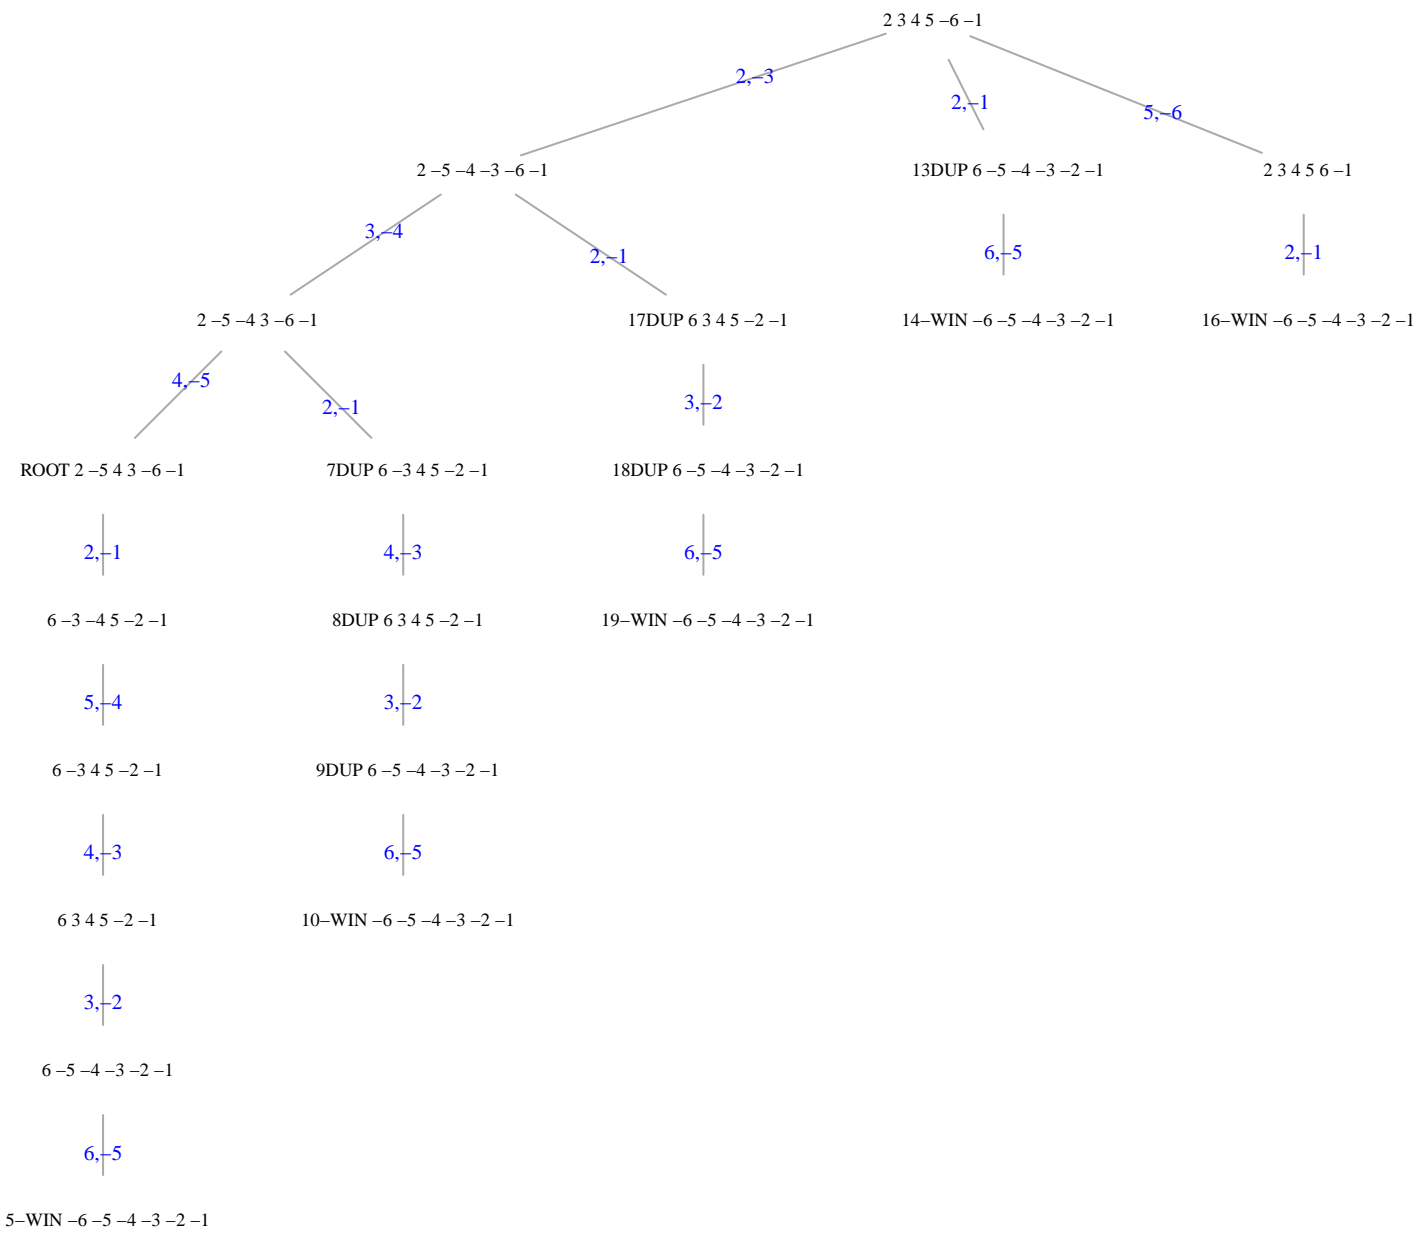 2 3 4 5 –6 –1
2,–3
2,–1
5,–6
2 –5 –4 –3 –6 –1
13DUP 6 –5 –4 –3 –2 –1
2 3 4 5 6 –1
3,–4
2,–1
6,–5
2,–1
2 –5 –4 3 –6 –1
17DUP 6 3 4 5 –2 –1
14–WIN –6 –5 –4 –3 –2 –1
16–WIN –6 –5 –4 –3 –2 –1
4,–5
2,–1
3,–2
ROOT 2 –5 4 3 –6 –1
7DUP 6 –3 4 5 –2 –1
18DUP 6 –5 –4 –3 –2 –1
2,–1
4,–3
6,–5
6 –3 –4 5 –2 –1
8DUP 6 3 4 5 –2 –1
19–WIN –6 –5 –4 –3 –2 –1
5,–4
3,–2
6 –3 4 5 –2 –1
9DUP 6 –5 –4 –3 –2 –1
4,–3
6,–5
6 3 4 5 –2 –1
10–WIN –6 –5 –4 –3 –2 –1
3,–2
6 –5 –4 –3 –2 –1
6,–5
5–WIN –6 –5 –4 –3 –2 –1